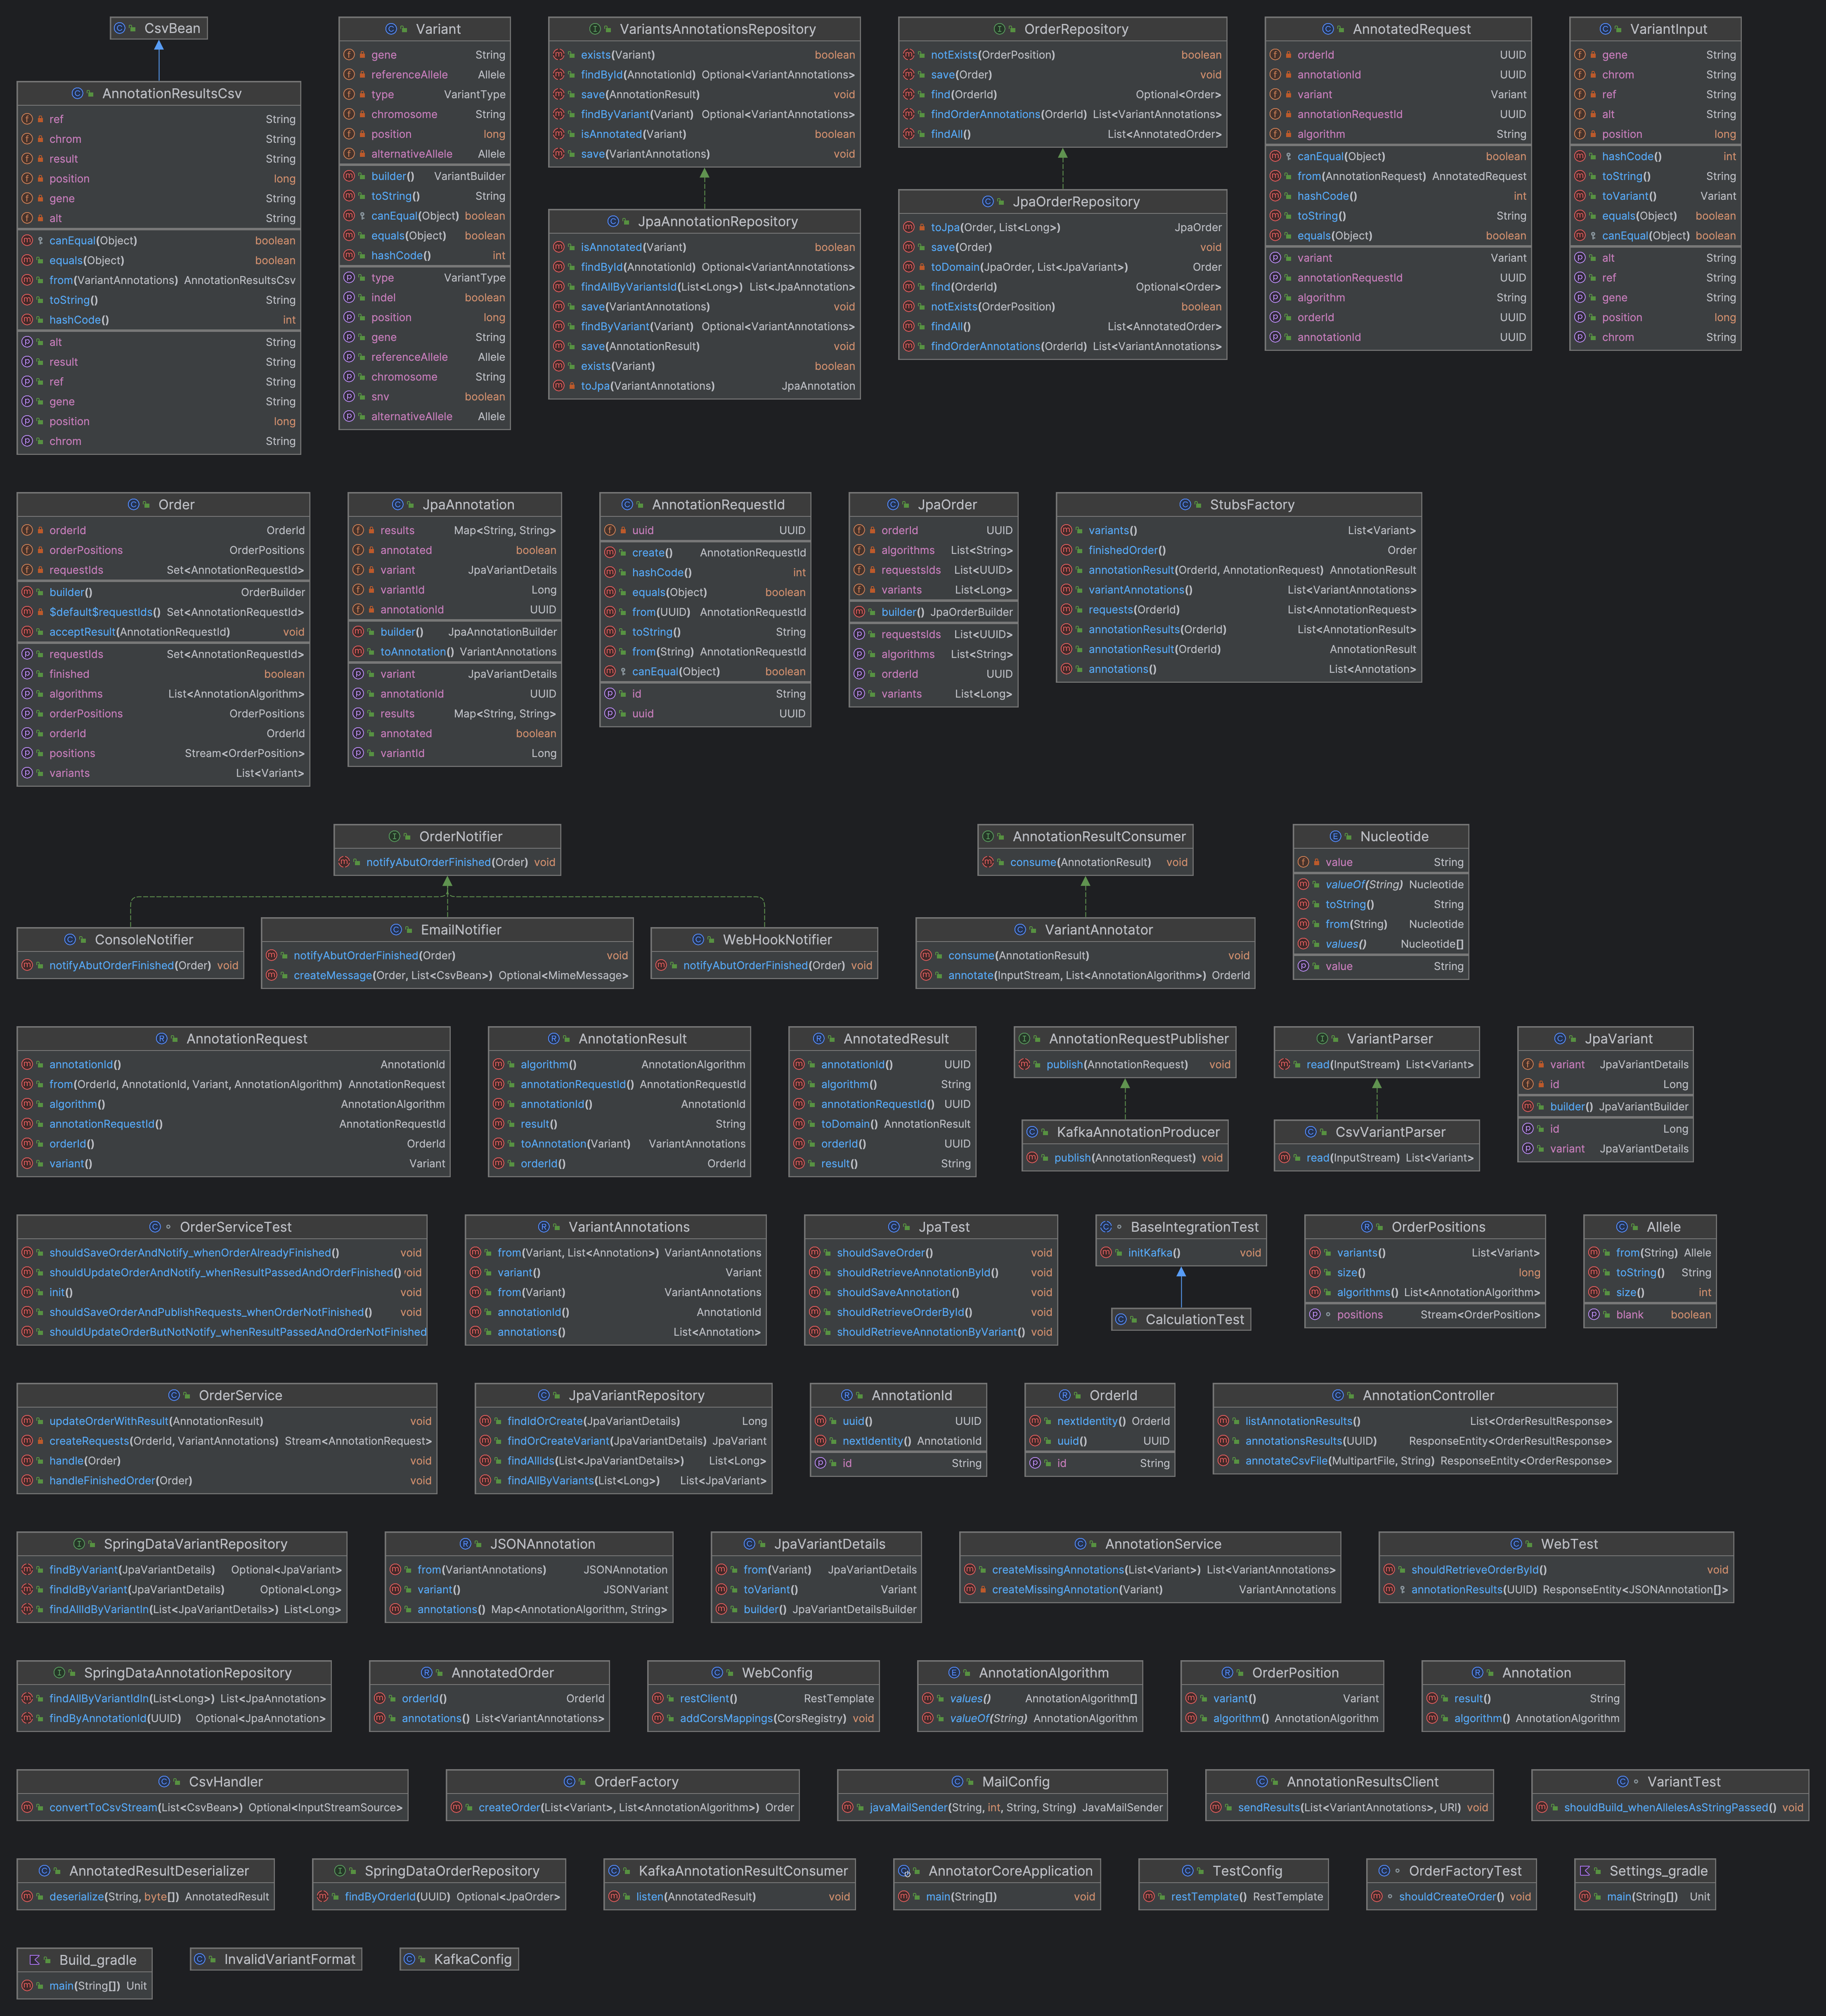 CsvBean
AnnotationResultsCsv
ref String
chrom String
result String
position long
gene String
alt String
canEqual(Object) boolean
equals(Object) boolean
from(VariantAnnotations) AnnotationResultsCsv
toString() String
hashCode() int
alt String
result String
ref String
gene String
position long
chrom String
Variant
gene String
referenceAllele Allele
type VariantType
chromosome String
position long
alternativeAllele Allele
builder() VariantBuilder
toString() String
canEqual(Object) boolean
equals(Object) boolean
hashCode() int
type VariantType
indel boolean
position long
gene String
referenceAllele Allele
chromosome String
snv boolean
alternativeAllele Allele
VariantsAnnotationsRepository
exists(Variant) boolean
findById(AnnotationId) Optional<VariantAnnotations>
save(AnnotationResult) void
findByVariant(Variant) Optional<VariantAnnotations>
isAnnotated(Variant) boolean
save(VariantAnnotations) void
JpaAnnotationRepository
isAnnotated(Variant) boolean
findById(AnnotationId) Optional<VariantAnnotations>
findAllByVariantsId(List<Long>) List<JpaAnnotation>
save(VariantAnnotations) void
findByVariant(Variant) Optional<VariantAnnotations>
save(AnnotationResult) void
exists(Variant) boolean
toJpa(VariantAnnotations) JpaAnnotation
OrderRepository
notExists(OrderPosition) boolean
save(Order) void
find(OrderId) Optional<Order>
findOrderAnnotations(OrderId) List<VariantAnnotations>
findAll() List<AnnotatedOrder>
JpaOrderRepository
toJpa(Order, List<Long>) JpaOrder
save(Order) void
toDomain(JpaOrder, List<JpaVariant>) Order
find(OrderId) Optional<Order>
notExists(OrderPosition) boolean
findAll() List<AnnotatedOrder>
findOrderAnnotations(OrderId) List<VariantAnnotations>
AnnotatedRequest
orderId UUID
annotationId UUID
variant Variant
annotationRequestId UUID
algorithm String
canEqual(Object) boolean
from(AnnotationRequest) AnnotatedRequest
hashCode() int
toString() String
equals(Object) boolean
variant Variant
annotationRequestId UUID
algorithm String
orderId UUID
annotationId UUID
VariantInput
gene String
chrom String
ref String
alt String
position long
hashCode() int
toString() String
toVariant() Variant
equals(Object) boolean
canEqual(Object) boolean
alt String
ref String
gene String
position long
chrom String
Order
orderId OrderId
orderPositions OrderPositions
requestIds Set<AnnotationRequestId>
builder() OrderBuilder
$default$requestIds() Set<AnnotationRequestId>
acceptResult(AnnotationRequestId) void
requestIds Set<AnnotationRequestId>
finished boolean
algorithms List<AnnotationAlgorithm>
orderPositions OrderPositions
orderId OrderId
positions Stream<OrderPosition>
variants List<Variant>
JpaAnnotation
results Map<String, String>
annotated boolean
variant JpaVariantDetails
variantId Long
annotationId UUID
builder() JpaAnnotationBuilder
toAnnotation() VariantAnnotations
variant JpaVariantDetails
annotationId UUID
results Map<String, String>
annotated boolean
variantId Long
AnnotationRequestId
uuid UUID
create() AnnotationRequestId
hashCode() int
equals(Object) boolean
from(UUID) AnnotationRequestId
toString() String
from(String) AnnotationRequestId
canEqual(Object) boolean
id String
uuid UUID
JpaOrder
orderId UUID
algorithms List<String>
requestsIds List<UUID>
variants List<Long>
builder() JpaOrderBuilder
requestsIds List<UUID>
algorithms List<String>
orderId UUID
variants List<Long>
StubsFactory
variants() List<Variant>
finishedOrder() Order
annotationResult(OrderId, AnnotationRequest) AnnotationResult
variantAnnotations() List<VariantAnnotations>
requests(OrderId) List<AnnotationRequest>
annotationResults(OrderId) List<AnnotationResult>
annotationResult(OrderId) AnnotationResult
annotations() List<Annotation>
OrderNotifier
notifyAbutOrderFinished(Order) void
ConsoleNotifier
notifyAbutOrderFinished(Order) void
EmailNotifier
notifyAbutOrderFinished(Order) void
createMessage(Order, List<CsvBean>) Optional<MimeMessage>
WebHookNotifier
notifyAbutOrderFinished(Order) void
AnnotationResultConsumer
consume(AnnotationResult) void
VariantAnnotator
consume(AnnotationResult) void
annotate(InputStream, List<AnnotationAlgorithm>) OrderId
Nucleotide
value String
valueOf(String) Nucleotide
toString() String
from(String) Nucleotide
values() Nucleotide[]
value String
AnnotationRequest
annotationId() AnnotationId
from(OrderId, AnnotationId, Variant, AnnotationAlgorithm) AnnotationRequest
algorithm() AnnotationAlgorithm
annotationRequestId() AnnotationRequestId
orderId() OrderId
variant() Variant
AnnotationResult
algorithm() AnnotationAlgorithm
annotationRequestId() AnnotationRequestId
annotationId() AnnotationId
result() String
toAnnotation(Variant) VariantAnnotations
orderId() OrderId
AnnotatedResult
annotationId() UUID
algorithm() String
annotationRequestId() UUID
toDomain() AnnotationResult
orderId() UUID
result() String
AnnotationRequestPublisher
publish(AnnotationRequest) void
KafkaAnnotationProducer
publish(AnnotationRequest) void
VariantParser
read(InputStream) List<Variant>
CsvVariantParser
read(InputStream) List<Variant>
JpaVariant
variant JpaVariantDetails
id Long
builder() JpaVariantBuilder
id Long
variant JpaVariantDetails
OrderServiceTest
shouldSaveOrderAndNotify_whenOrderAlreadyFinished() void
shouldUpdateOrderAndNotify_whenResultPassedAndOrderFinished() void
init() void
shouldSaveOrderAndPublishRequests_whenOrderNotFinished() void
shouldUpdateOrderButNotNotify_whenResultPassedAndOrderNotFinished
VariantAnnotations
from(Variant, List<Annotation>) VariantAnnotations
variant() Variant
from(Variant) VariantAnnotations
annotationId() AnnotationId
annotations() List<Annotation>
JpaTest
shouldSaveOrder() void
shouldRetrieveAnnotationById() void
shouldSaveAnnotation() void
shouldRetrieveOrderById() void
shouldRetrieveAnnotationByVariant() void
BaseIntegrationTest
initKafka() void
CalculationTest
OrderPositions
variants() List<Variant>
size() long
algorithms() List<AnnotationAlgorithm>
positions Stream<OrderPosition>
Allele
from(String) Allele
toString() String
size() int
blank boolean
OrderService
updateOrderWithResult(AnnotationResult) void
createRequests(OrderId, VariantAnnotations) Stream<AnnotationRequest>
handle(Order) void
handleFinishedOrder(Order) void
JpaVariantRepository
findIdOrCreate(JpaVariantDetails) Long
findOrCreateVariant(JpaVariantDetails) JpaVariant
findAllIds(List<JpaVariantDetails>) List<Long>
findAllByVariants(List<Long>) List<JpaVariant>
AnnotationId
uuid() UUID
nextIdentity() AnnotationId
id String
OrderId
nextIdentity() OrderId
uuid() UUID
id String
AnnotationController
listAnnotationResults() List<OrderResultResponse>
annotationsResults(UUID) ResponseEntity<OrderResultResponse>
annotateCsvFile(MultipartFile, String) ResponseEntity<OrderResponse>
SpringDataVariantRepository
findByVariant(JpaVariantDetails) Optional<JpaVariant>
findIdByVariant(JpaVariantDetails) Optional<Long>
findAllIdByVariantIn(List<JpaVariantDetails>) List<Long>
JSONAnnotation
from(VariantAnnotations) JSONAnnotation
variant() JSONVariant
annotations() Map<AnnotationAlgorithm, String>
JpaVariantDetails
from(Variant) JpaVariantDetails
toVariant() Variant
builder() JpaVariantDetailsBuilder
AnnotationService
createMissingAnnotations(List<Variant>) List<VariantAnnotations>
createMissingAnnotation(Variant) VariantAnnotations
WebTest
shouldRetrieveOrderById() void
annotationResults(UUID) ResponseEntity<JSONAnnotation[]>
SpringDataAnnotationRepository
findAllByVariantIdIn(List<Long>) List<JpaAnnotation>
findByAnnotationId(UUID) Optional<JpaAnnotation>
AnnotatedOrder
orderId() OrderId
annotations() List<VariantAnnotations>
WebConfig
restClient() RestTemplate
addCorsMappings(CorsRegistry) void
AnnotationAlgorithm
values() AnnotationAlgorithm[]
valueOf(String) AnnotationAlgorithm
OrderPosition
variant() Variant
algorithm() AnnotationAlgorithm
Annotation
result() String
algorithm() AnnotationAlgorithm
CsvHandler
convertToCsvStream(List<CsvBean>) Optional<InputStreamSource>
OrderFactory
createOrder(List<Variant>, List<AnnotationAlgorithm>) Order
MailConfig
javaMailSender(String, int, String, String) JavaMailSender
AnnotationResultsClient
sendResults(List<VariantAnnotations>, URI) void
VariantTest
shouldBuild_whenAllelesAsStringPassed() void
AnnotatedResultDeserializer
deserialize(String, byte[]) AnnotatedResult
SpringDataOrderRepository
findByOrderId(UUID) Optional<JpaOrder>
KafkaAnnotationResultConsumer
listen(AnnotatedResult) void
AnnotatorCoreApplication
main(String[]) void
TestConfig
restTemplate() RestTemplate
OrderFactoryTest
shouldCreateOrder() void
Settings_gradle
main(String[]) Unit
Build_gradle
main(String[]) Unit
InvalidVariantFormat
KafkaConfig